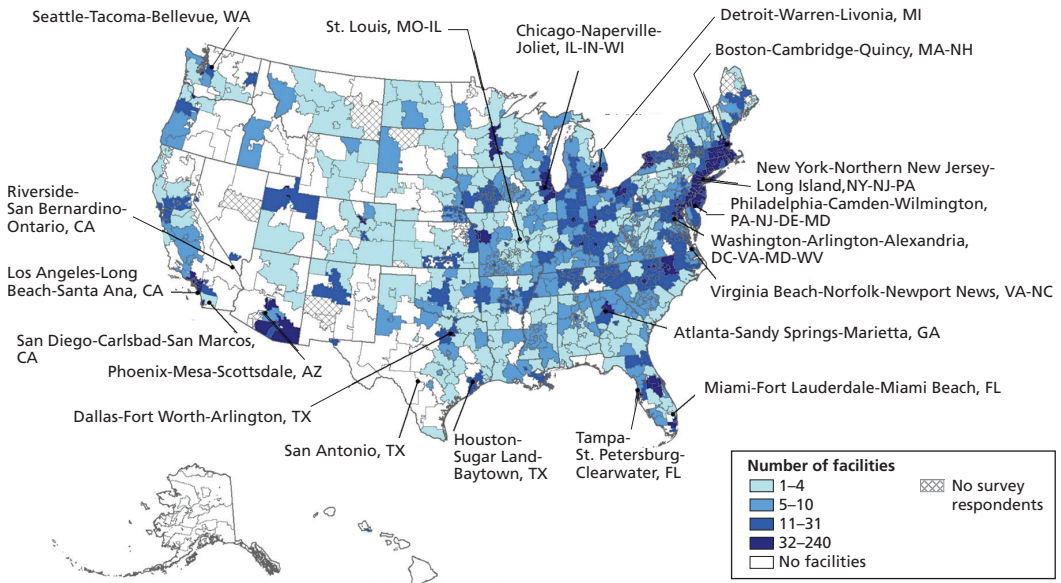 Seattle-Tacoma-Bellevue, WA
St. Louis, MO-IL
Chicago-Naperville-
Joliet, IL-IN-WI
Detroit-Warren-Livonia, MI
Boston-Cambridge-Quincy, MA-NH
New York-Northern New Jersey-
Long Island,NY-NJ-PA
Philadelphia-Camden-Wilmington,
PA-NJ-DE-MD
Washington-Arlington-Alexandria,
DC-VA-MD-WV
Virginia Beach-Norfolk-Newport News, VA-NC
Atlanta-Sandy Springs-Marietta, GA
Miami-Fort Lauderdale-Miami Beach, FL
Riverside-
San Bernardino-
Ontario, CA
Los Angeles-Long
Beach-Santa Ana, CA
San Diego-Carlsbad-San Marcos,
CA
Phoenix-Mesa-Scottsdale, AZ
Dallas-Fort Worth-Arlington, TX
San Antonio, TX
Houston-
Sugar Land-
Baytown, TX
Tampa-
St. Petersburg-
Clearwater, FL
Number of facilities
1–4
5–10
11–31
32–240
No facilities
No survey
respondents